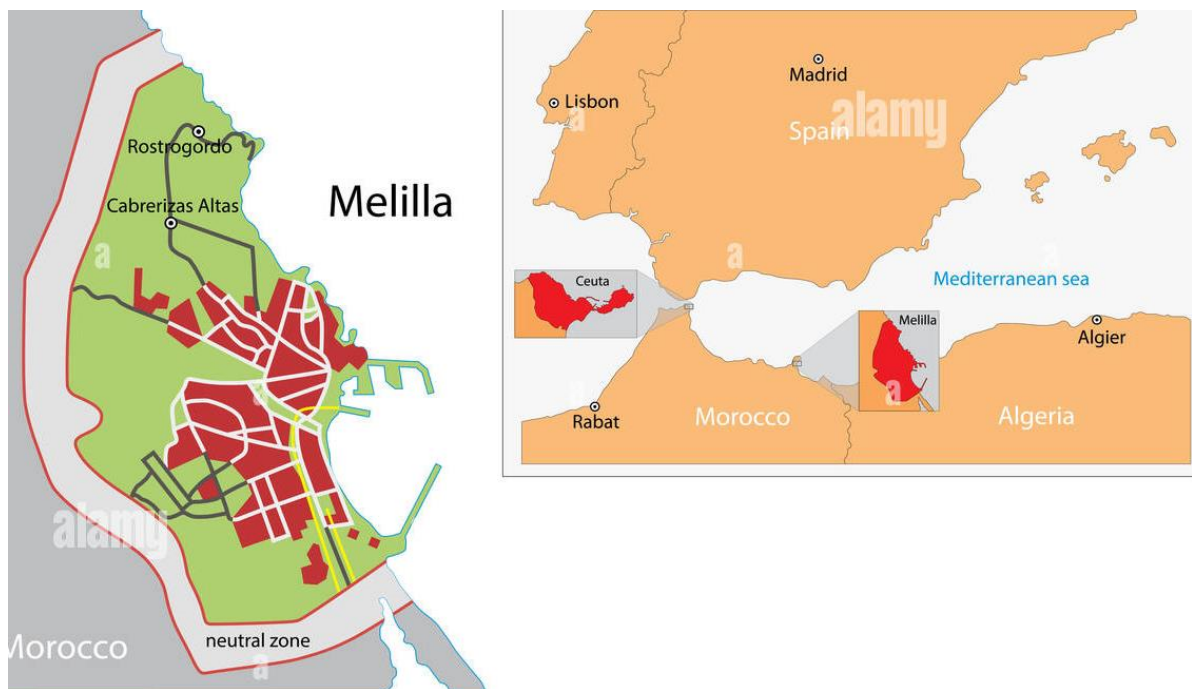 Rostrogordo
Cabrerizas Altas
Melilla
a
a
alamy
neutral zone
Morocco
a
Madrid
Lisbon
alamy
a
Spain
a
a
Ceuta
Mediterranean sea
Melilla
Algier
a
a
Rabat
Morocco
Algeria